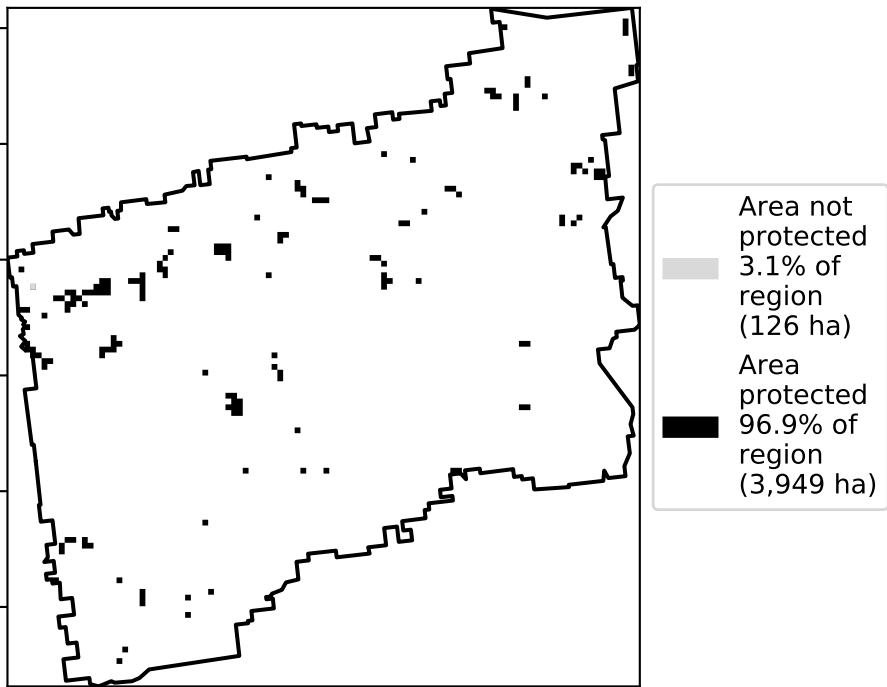 Area not
protected
3.1% of
region
(126 ha)
Area
protected
96.9% of
region
(3,949 ha)